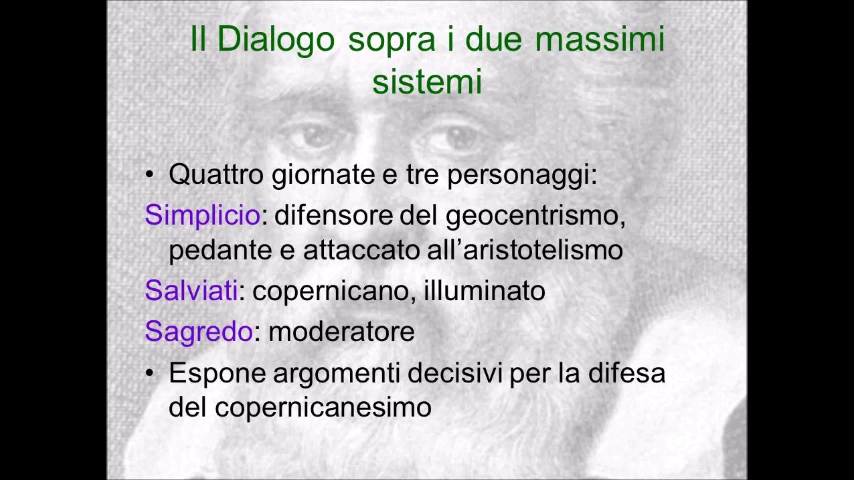 Il Dialogo sopra i due massimi
sistemi
• Quattro giornate e tre personaggi:
Simplicio: difensore del geocentrismo,
pedante e attaccato all’aristotelismo
Salviati: copernicano, illuminato
Sagredo: moderatore
• Espone argomenti decisivi per la difesa
del copernicanesimo